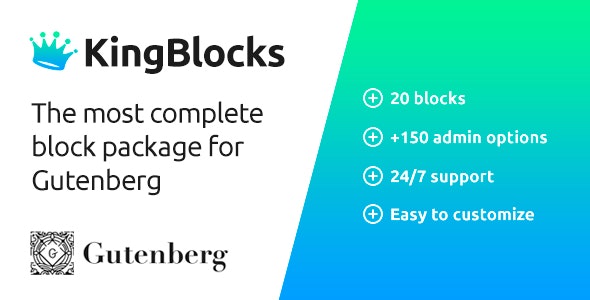 KingBlocks
The most complete
block package for
Gutenberg
G
Gutenberg
20 blocks
+150 admin options
24/7 support
Easy to customize